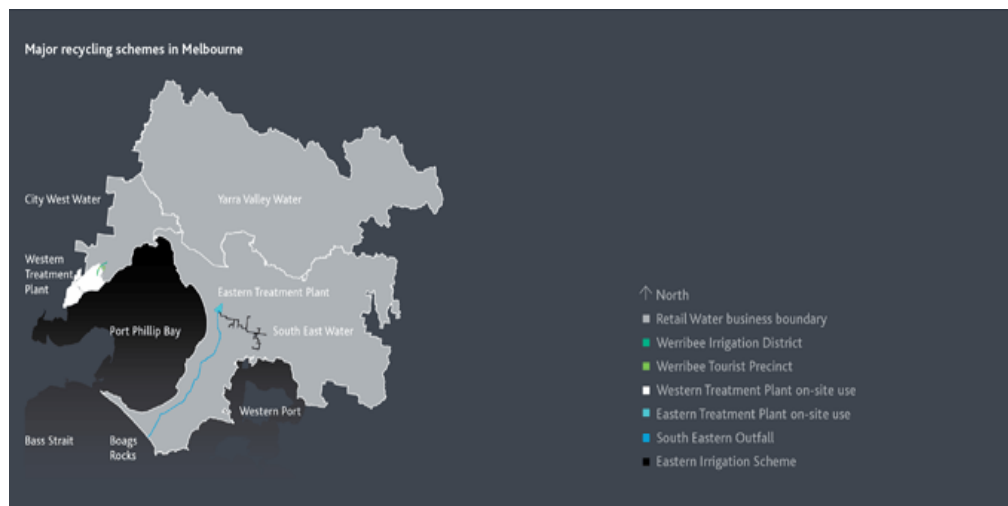 Major recycling schemes in Melbourne
City West Water
Yarra Valley Water
Western
Treatment
Plant
Eastern Treatment Plant
Port Phillip Bay
South East Water
Western Port
Bass Strait
Boags
Rocks
North
Retail Water business boundary
Werribee Irrigation District
Werribee Tourist Precinct
Western Treatment Plant on-site use
Eastern Treatment Plant on-site use
South Eastern Outfall
Eastern Irrigation Scheme